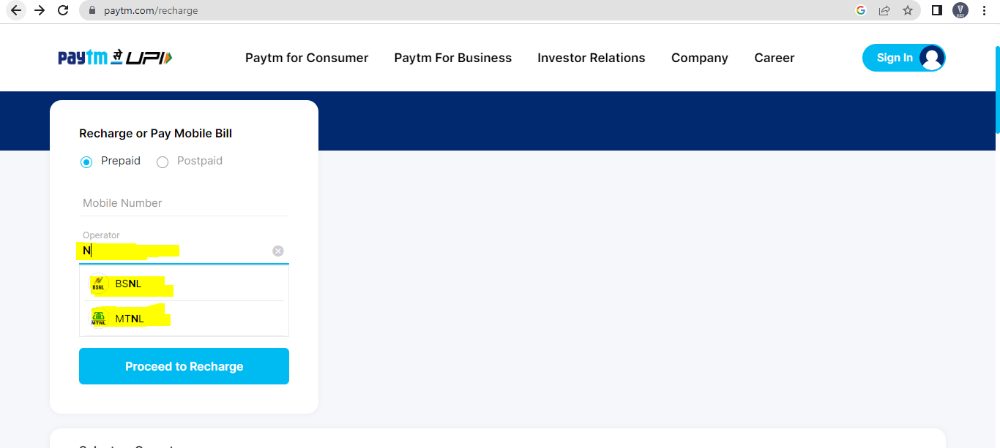 paytm.com/recharge
paytm से UPI
Paytm for Consumer Paytm For Business Investor Relations Company Career Sign In
Recharge or Pay Mobile Bill
Prepaid Postpaid
Mobile Number
Operator
N
BSNL BSNL
MTNL MTNL
Proceed to Recharge